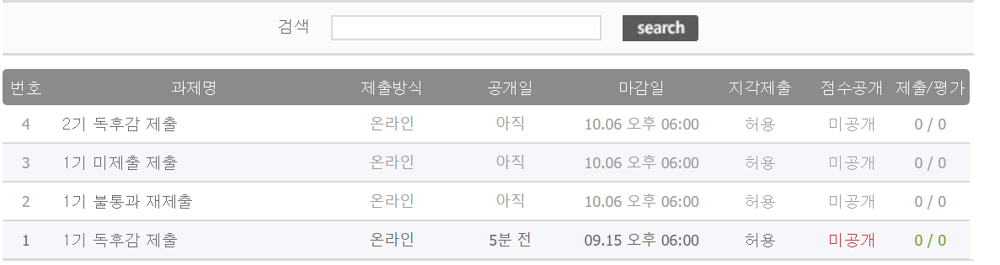 검색 search
번호 과제명 제출방식 공개일 마감일 지각제출 점수공개 제출/평가
4 2기 독후감 제출 온라인 아직 10.06 오후 06:00 허용 미공개 0 / 0
3 1기 미제출 제출 온라인 아직 10.06 오후 06:00 허용 미공개 0 / 0
2 1기 불통과 재제출 온라인 아직 10.06 오후 06:00 허용 미공개 0 / 0
1 1기 독후감 제출 온라인 5분 전 09.15 오후 06:00 허용 미공개 0 / 0